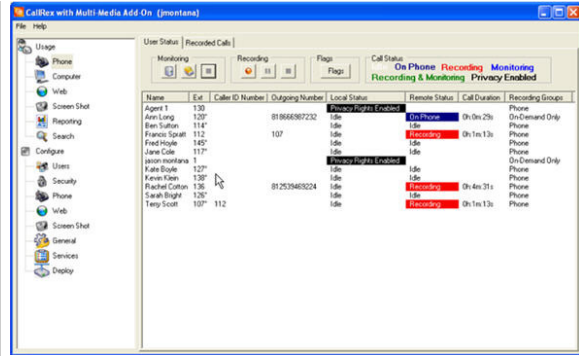 CallRex with Multi-Media Add-On (jmontana)
File Help
Usage
Phone
Computer
Web
Screen Shot
Reporting
Search
Configure
Users
Security
Phone
Web
Screen Shot
General
Services
Deploy
User Status Recorded Calls
Monitoring Recording Flags Call Status
Flags
On Phone Recording Monitoring
Recording & Monitoring Privacy Enabled
Name Ext Caller ID Number Outgoing Number Local Status Remote Status Call Duration Recording Groups
Agent 1 130 Privacy Rights Enabled Phone
Ann Long 120* 818666987232 Idle On Phone 0h:0m:29s On-Demand Only
Ben Sutton 114* Idle Idle Phone
Francis Spratt 112 107 Idle Recording 0h:1m:13s Phone
Fred Hoyle 145* Idle Idle Phone
Jane Cole 117* Idle Idle Phone
jason montana 1 Privacy Rights Enabled On-Demand Only
Kate Boyle 127* Idle Idle Phone
Kevin Klein 138* Idle Idle Phone
Rachel Cotton 136 812539469224 Idle Recording 0h:4m:31s Phone
Sarah Bright 126* Idle Idle Phone
Terry Scott 107* 112 Idle Recording 0h:1m:13s Phone